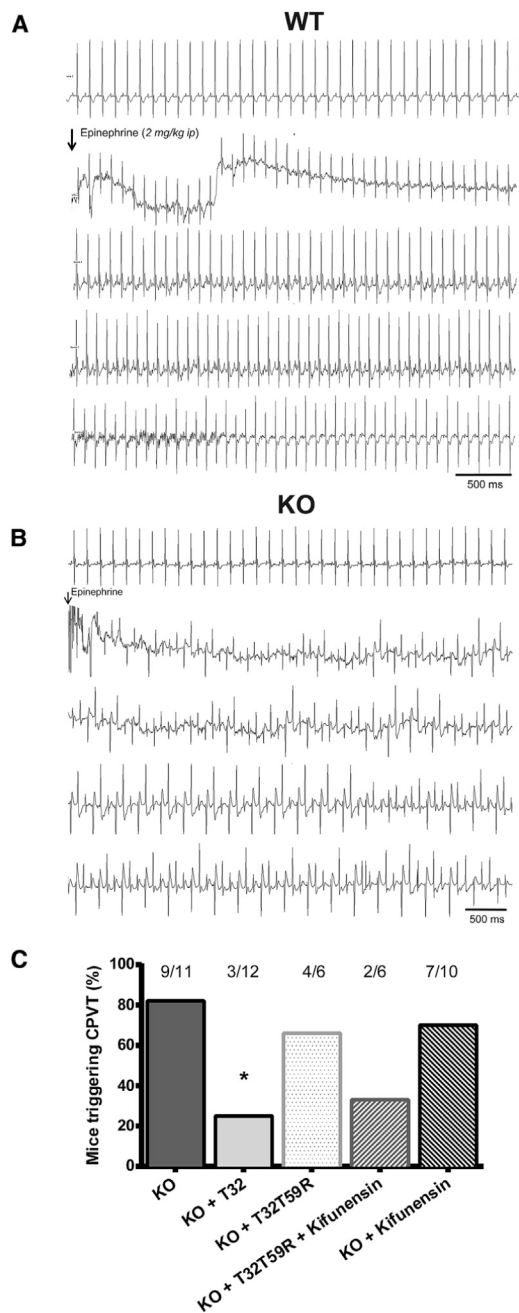 A
WT
Epinephrine (2 mg/kg ip)
500 ms
KO
B
Epinephrine
500 ms
C
Mice triggering CPVT (%)
100
80
60
40
20
0
9/11 3/12 4/6 2/6 7/10
*
KO
KO + T32
KO + T32T59R
KO + T32T59R + Kifunensin
KO + Kifunensin